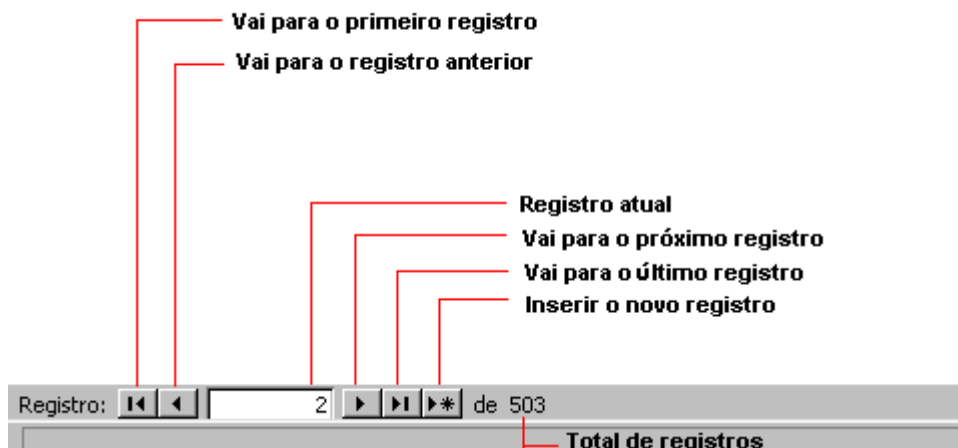 Vai para o primeiro registro
Vai para o registro anterior
Registro atual
Vai para o próximo registro
Vai para o último registro
Inserir o novo registro
Registro: 2 de 503
Total de registros